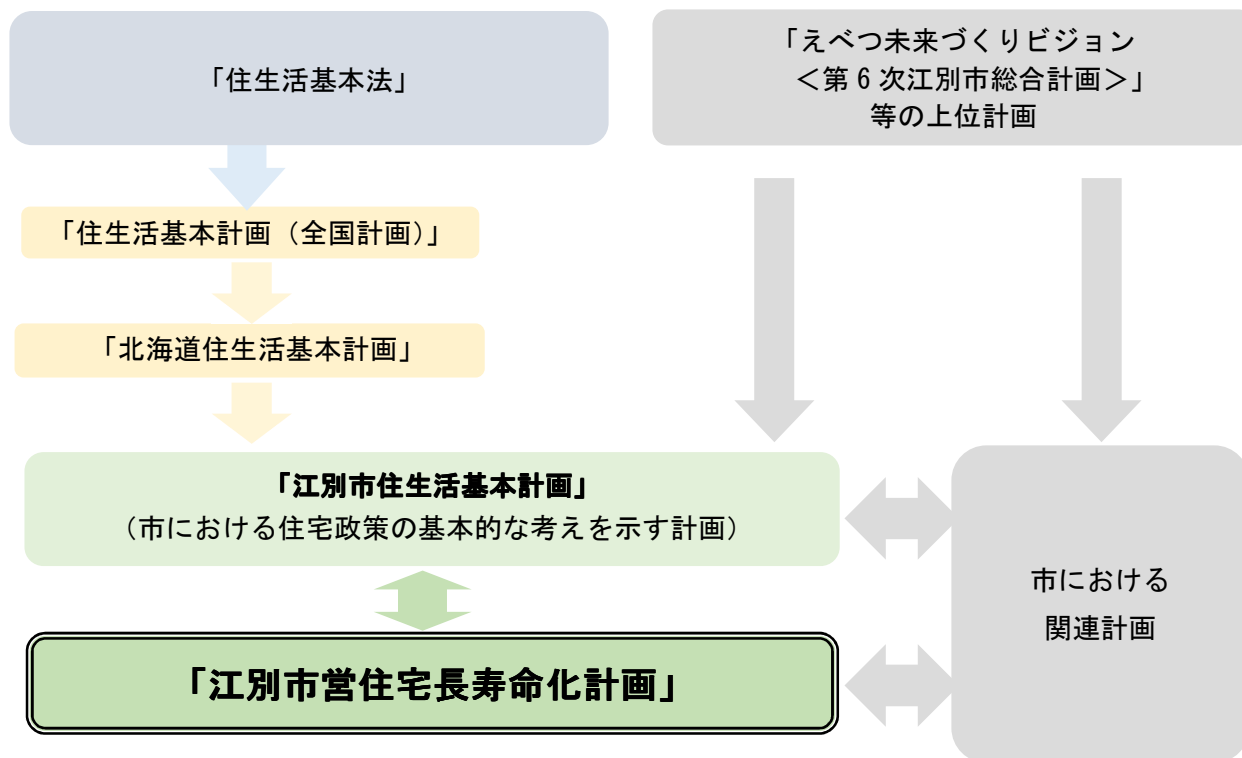 「住生活基本法」
「えべつ未来づくりビジョン
＜第６次江別市総合計画＞」
等の上位計画
「住生活基本計画（全国計画）」
「北海道住生活基本計画」
「江別市住生活基本計画」
（市における住宅政策の基本的な考えを示す計画）
市における
関連計画
「江別市営住宅長寿命化計画」